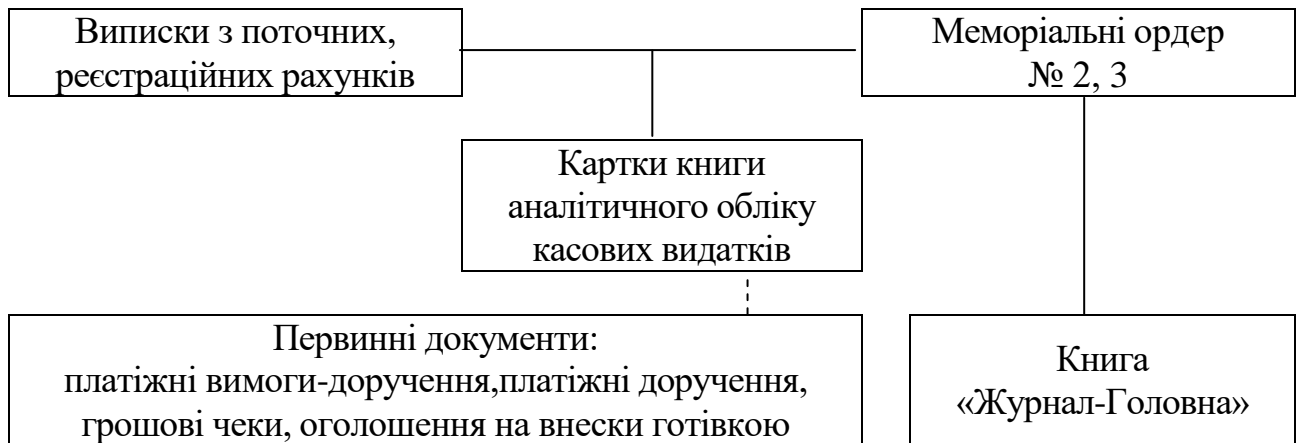 Виписки з поточних,
реєстраційних рахунків
Меморіальні ордер
№ 2, 3
Картки книги
аналітичного обліку
касових видатків
Первинні документи:
платіжні вимоги-доручення,платіжні доручення,
грошові чеки, оголошення на внески готівкою
Книга
«Журнал-Головна»